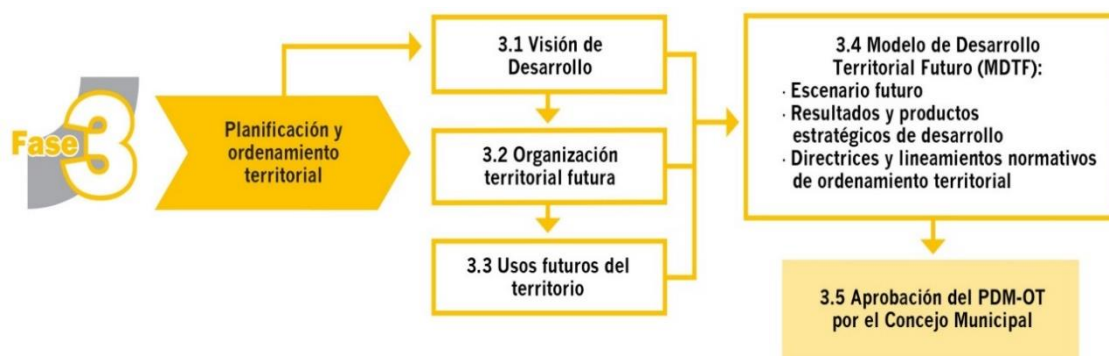 Fase 3
Planificación y
ordenamiento
territorial
3.1 Visión de
Desarrollo
3.2 Organización
territorial futura
3.3 Usos futuros del
territorio
3.4 Modelo de Desarrollo
Territorial Futuro (MDTF):
· Escenario futuro
· Resultados y productos
estratégicos de desarrollo
· Directrices y lineamientos normativos
de ordenamiento territorial
3.5 Aprobación del PDM-OT
por el Concejo Municipal